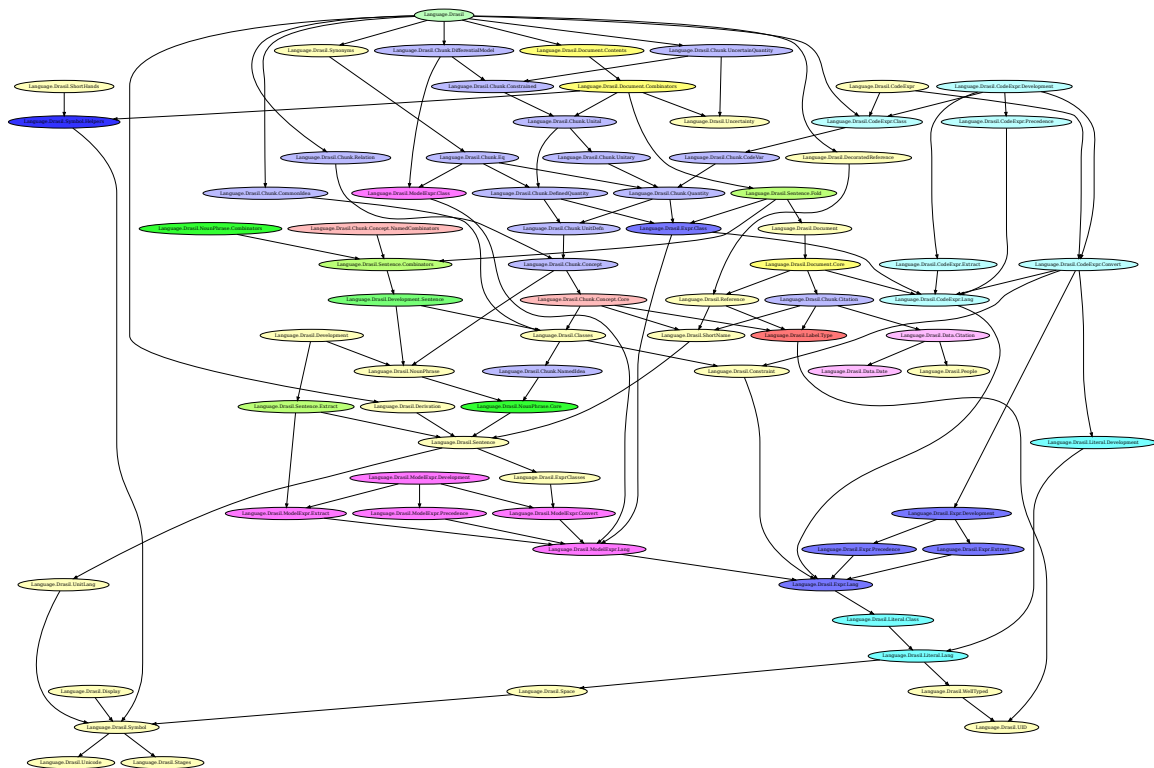 Language.Drasil
Language.Drasil.Synonyms
Language.Drasil.Chunk.DifferentialModel
Language.Drasil.Document.Contents
Language.Drasil.Chunk.UncertainQuantity
Language.Drasil.ShortHands
Language.Drasil.Chunk.Constrained
Language.Drasil.Document.Combinators
Language.Drasil.CodeExpr
Language.Drasil.CodeExpr.Development
Language.Drasil.Symbol.Helpers
Language.Drasil.Chunk.Unital
Language.Drasil.Uncertainty
Language.Drasil.CodeExpr.Class
Language.Drasil.CodeExpr.Precedence
Language.Drasil.Chunk.Relation
Language.Drasil.Chunk.Eq
Language.Drasil.Chunk.Unitary
Language.Drasil.Chunk.CodeVar
Language.Drasil.DecoratedReference
Language.Drasil.Chunk.CommonIdea
Language.Drasil.ModelExpr.Class
Language.Drasil.Chunk.DefinedQuantity
Language.Drasil.Chunk.Quantity
Language.Drasil.Sentence.Fold
Language.Drasil.NounPhrase.Combinators
Language.Drasil.Chunk.Concept.NamedCombinators
Language.Drasil.Chunk.UnitDefn
Language.Drasil.Expr.Class
Language.Drasil.Document
Language.Drasil.Sentence.Combinators
Language.Drasil.Chunk.Concept
Language.Drasil.Document.Core
Language.Drasil.CodeExpr.Extract
Language.Drasil.CodeExpr.Convert
Language.Drasil.Development.Sentence
Language.Drasil.Chunk.Concept.Core
Language.Drasil.Reference
Language.Drasil.Chunk.Citation
Language.Drasil.CodeExpr.Lang
Language.Drasil.Development
Language.Drasil.Classes
Language.Drasil.ShortName
Language.Drasil.Label.Type
Language.Drasil.Data.Citation
Language.Drasil.NounPhrase
Language.Drasil.Chunk.NamedIdea
Language.Drasil.Constraint
Language.Drasil.Data.Date
Language.Drasil.People
Language.Drasil.Sentence.Extract
Language.Drasil.Derivation
Language.Drasil.NounPhrase.Core
Language.Drasil.Sentence
Language.Drasil.Literal.Development
Language.Drasil.ModelExpr.Development
Language.Drasil.ExprClasses
Language.Drasil.ModelExpr.Extract
Language.Drasil.ModelExpr.Precedence
Language.Drasil.ModelExpr.Convert
Language.Drasil.Expr.Development
Language.Drasil.ModelExpr.Lang
Language.Drasil.Expr.Precedence
Language.Drasil.Expr.Extract
Language.Drasil.UnitLang
Language.Drasil.Expr.Lang
Language.Drasil.Literal.Class
Language.Drasil.Literal.Lang
Language.Drasil.Display
Language.Drasil.Space
Language.Drasil.WellTyped
Language.Drasil.Symbol
Language.Drasil.UID
Language.Drasil.Unicode
Language.Drasil.Stages